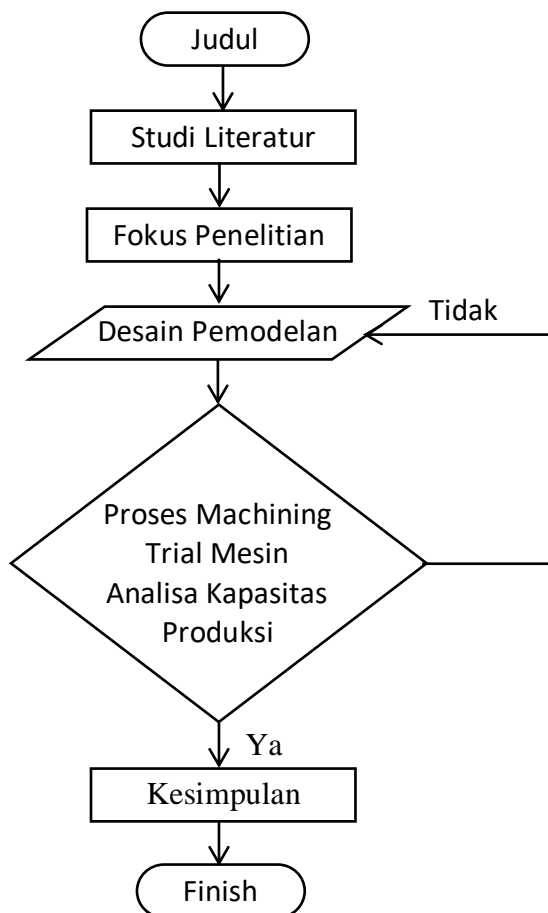 Judul
Studi Literatur
Fokus Penelitian
Desain Pemodelan
Tidak
Proses Machining
Trial Mesin
Analisa Kapasitas
Produksi
Ya
Kesimpulan
Finish